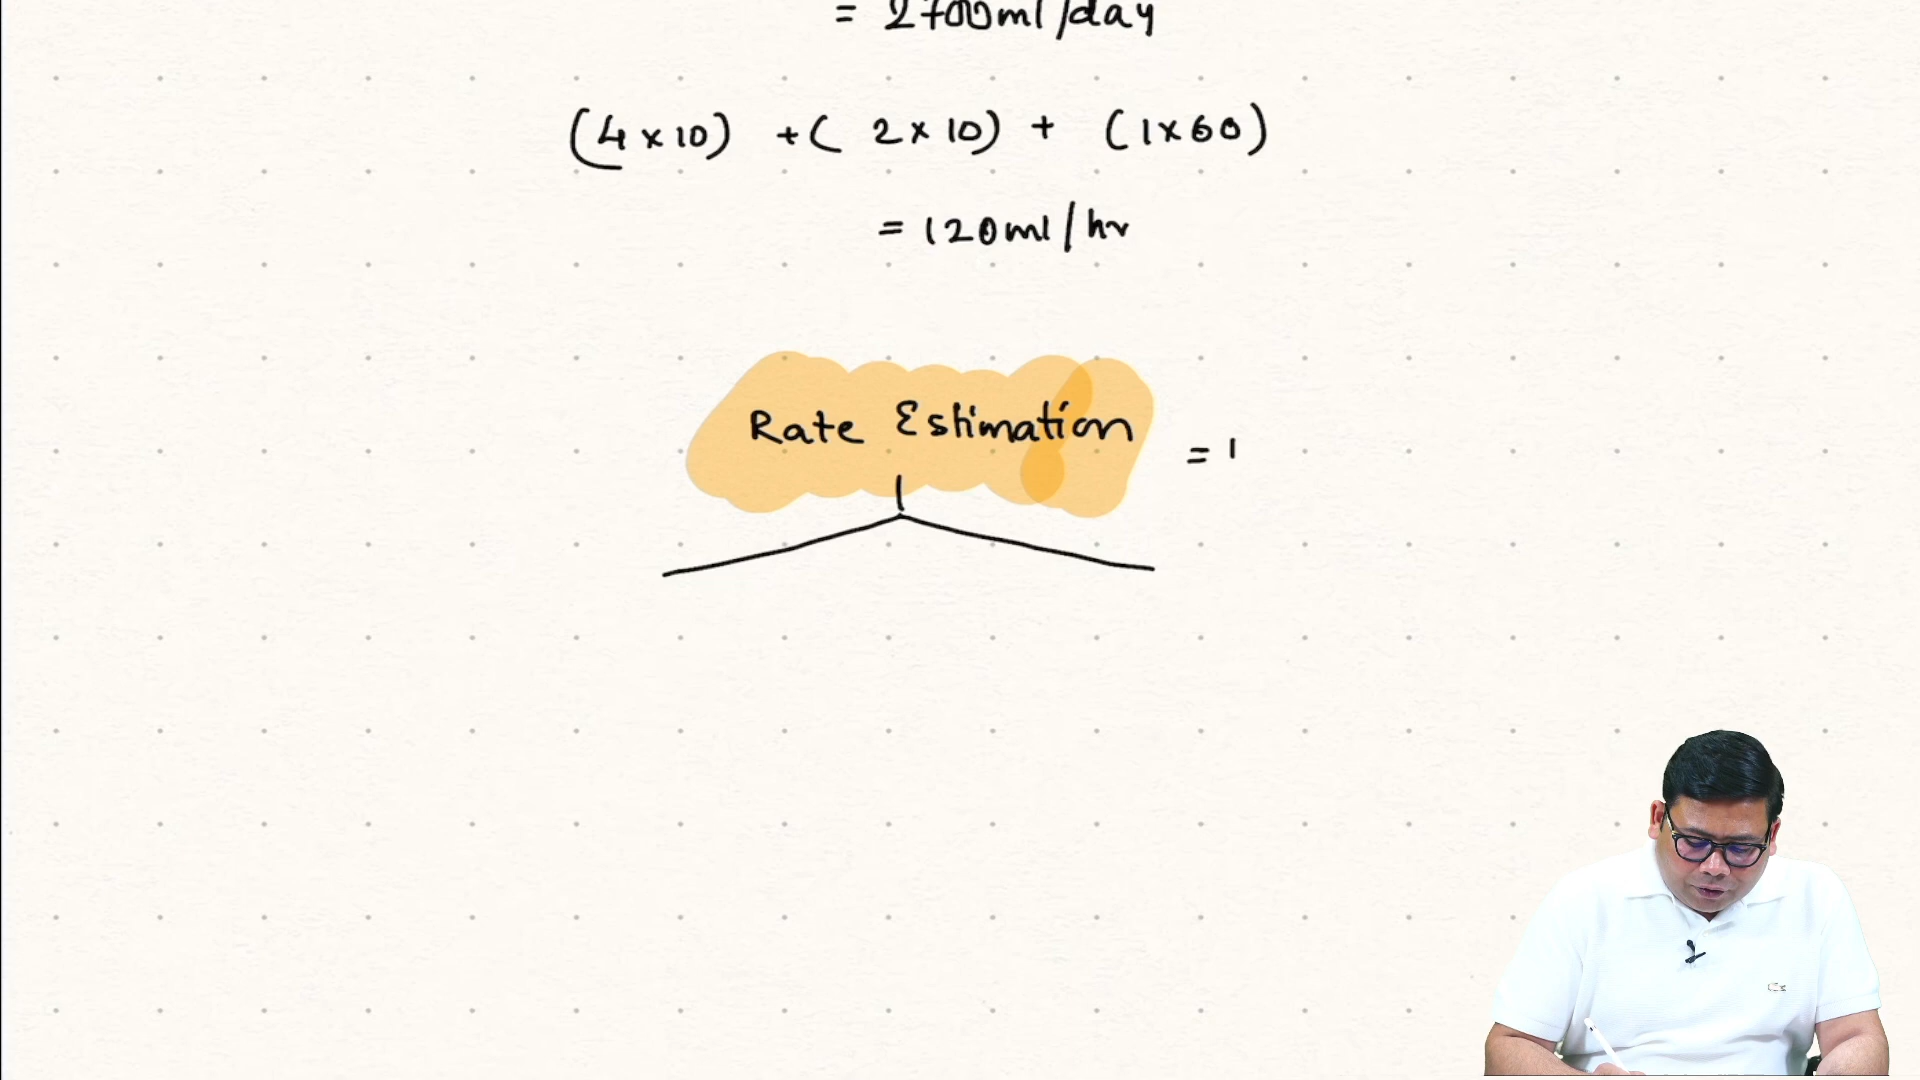 = 2700ml/day
(4 x 10) + ( 2 x 10) + (1 x 60)
= 120ml/hr
Rate Estimation
= 1